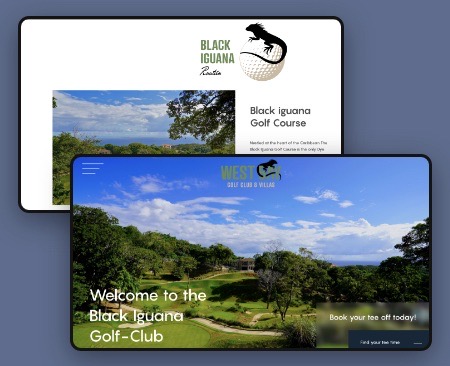 BLACK
IGUANA
Roatán
Black iguana
Golf Course
Nestled at the heart of the Caribbean The
Black Iguana Golf Course is the only Dye
WEST
GOLF CLUB & VILLAS
Welcome to the
Black Iguana
Golf-Club
Book your tee off today!
Find your tee time